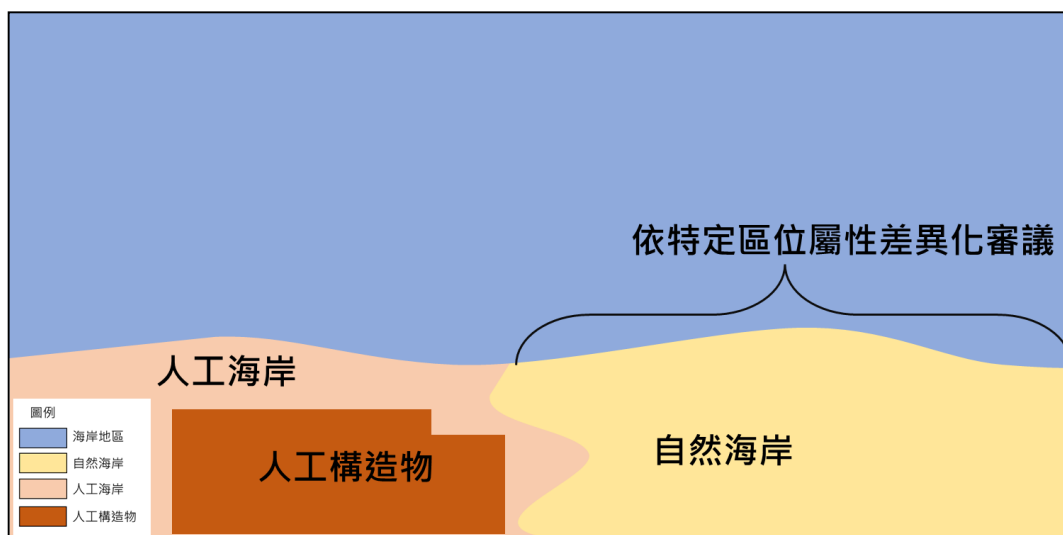 依特定區位屬性差異化審議
人工海岸
人工構造物
自然海岸
圖例
海岸地區
自然海岸
人工海岸
人工構造物